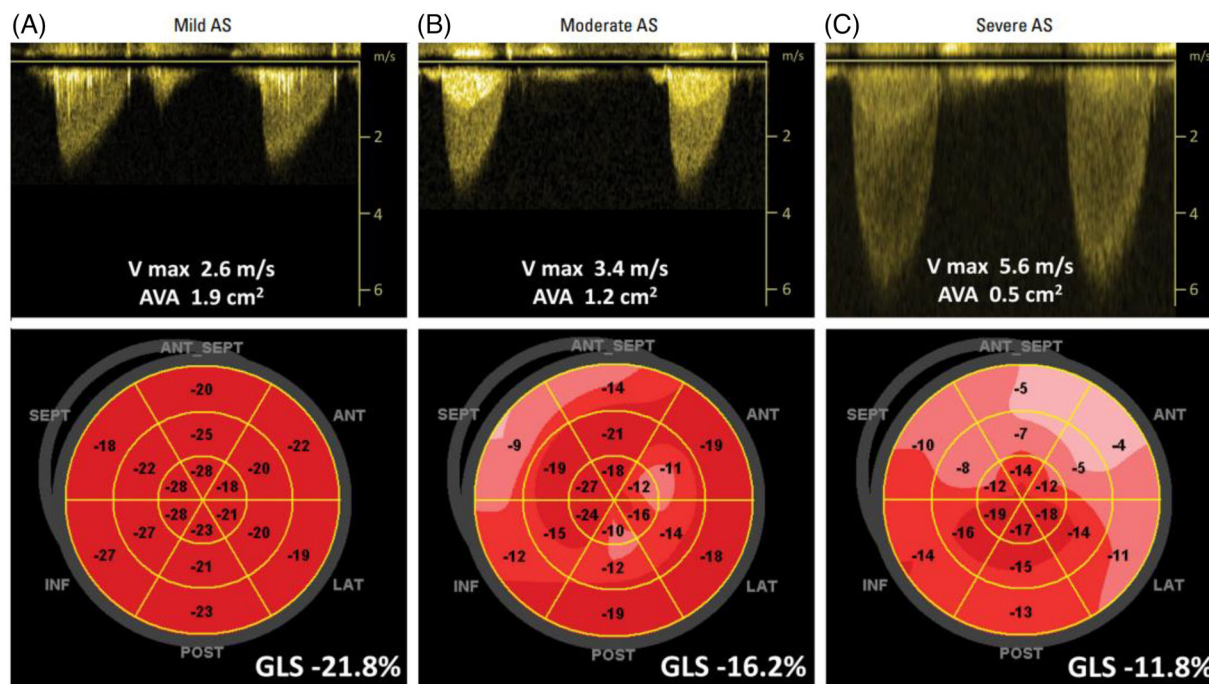 (A) Mild AS
m/s
2
4
6
V max 2.6 m/s
AVA 1.9 cm²
(B) Moderate AS
m/s
2
4
6
V max 3.4 m/s
AVA 1.2 cm²
(C) Severe AS
m/s
2
4
6
V max 5.6 m/s
AVA 0.5 cm²
ANT_SEPT
SEPT
ANT
-20
-18
-25
-22
-22
-28
-20
-28
-18
-28
-21
-27
-23
-20
-27
-21
-19
-23
INF
LAT
POST
GLS -21.8%
ANT_SEPT
SEPT
ANT
-14
-9
-21
-19
-19
-18
-11
-27
-12
-24
-16
-15
-10
-14
-12
-12
-18
-19
INF
LAT
POST
GLS -16.2%
ANT_SEPT
SEPT
ANT
-5
-10
-7
-4
-8
-14
-5
-12
-12
-19
-18
-16
-17
-14
-14
-15
-11
-13
INF
LAT
POST
GLS -11.8%